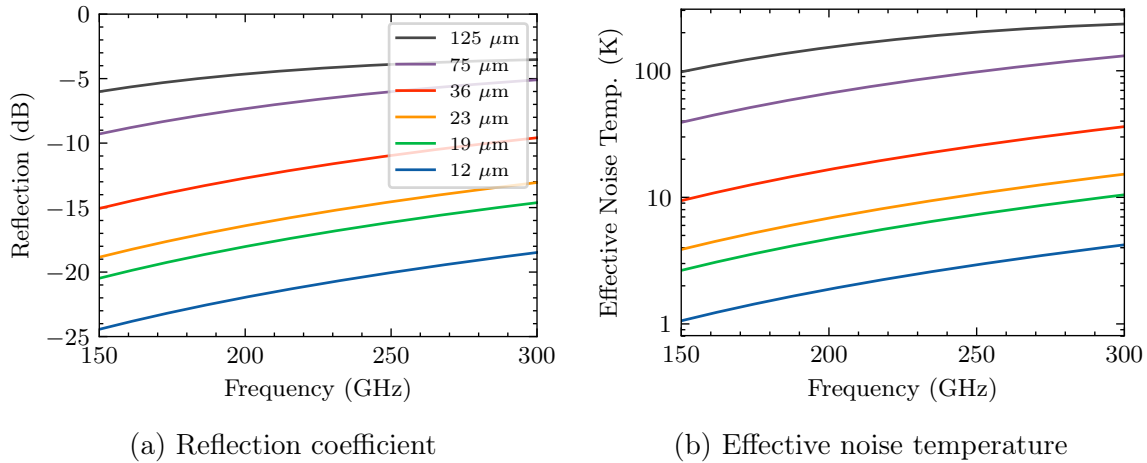 Reflection (dB)
0
−5
−10
−15
−20
−25
125 μm
75 μm
36 μm
23 μm
19 μm
12 μm
150
200
250
300
Frequency (GHz)
(a) Reflection coefficient
Effective Noise Temp. (K)
100
10
1
150
200
250
300
Frequency (GHz)
(b) Effective noise temperature